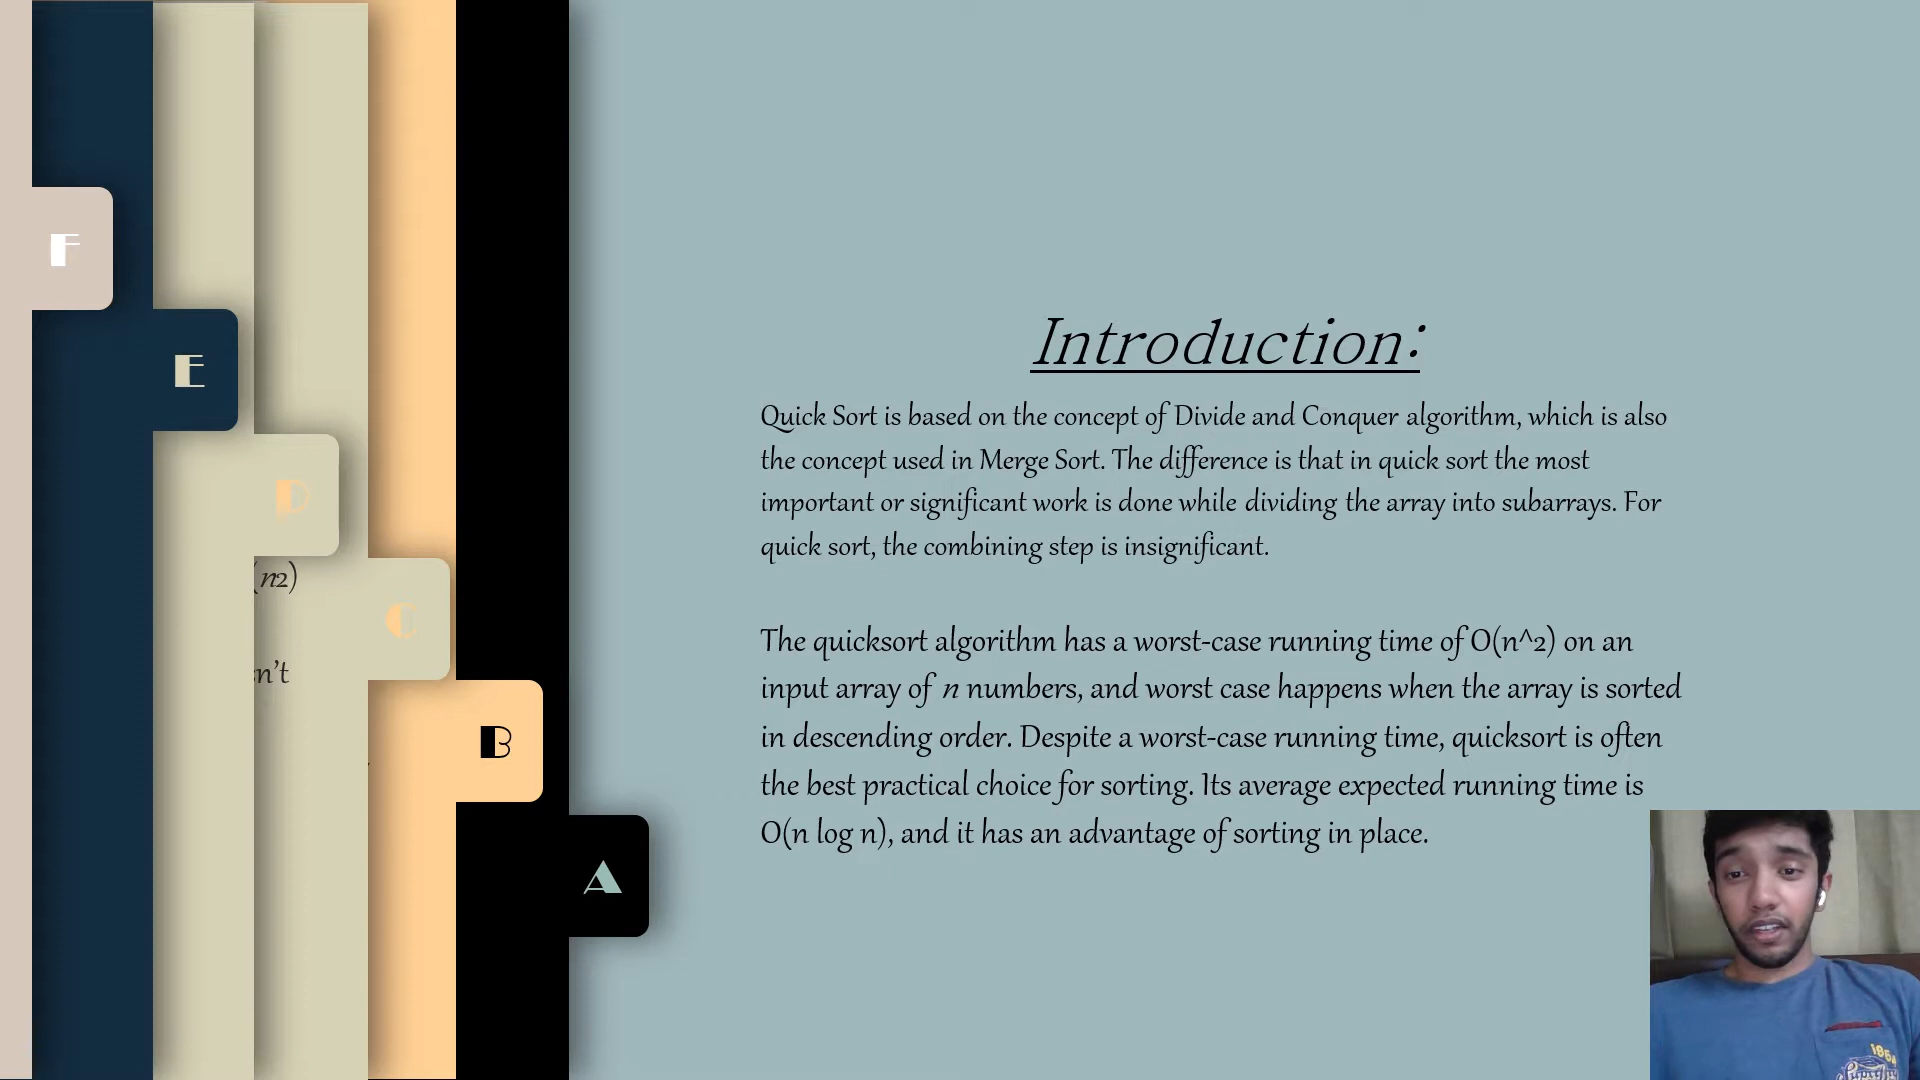 F
E
D
(n2)
C
n't
B
A
Introduction:
Quick Sort is based on the concept of Divide and Conquer algorithm, which is also
the concept used in Merge Sort. The difference is that in quick sort the most
important or significant work is done while dividing the array into subarrays. For
quick sort, the combining step is insignificant.
The quicksort algorithm has a worst-case running time of O(n^2) on an
input array of n numbers, and worst case happens when the array is sorted
in descending order. Despite a worst-case running time, quicksort is often
the best practical choice for sorting. Its average expected running time is
O(n log n), and it has an advantage of sorting in place.